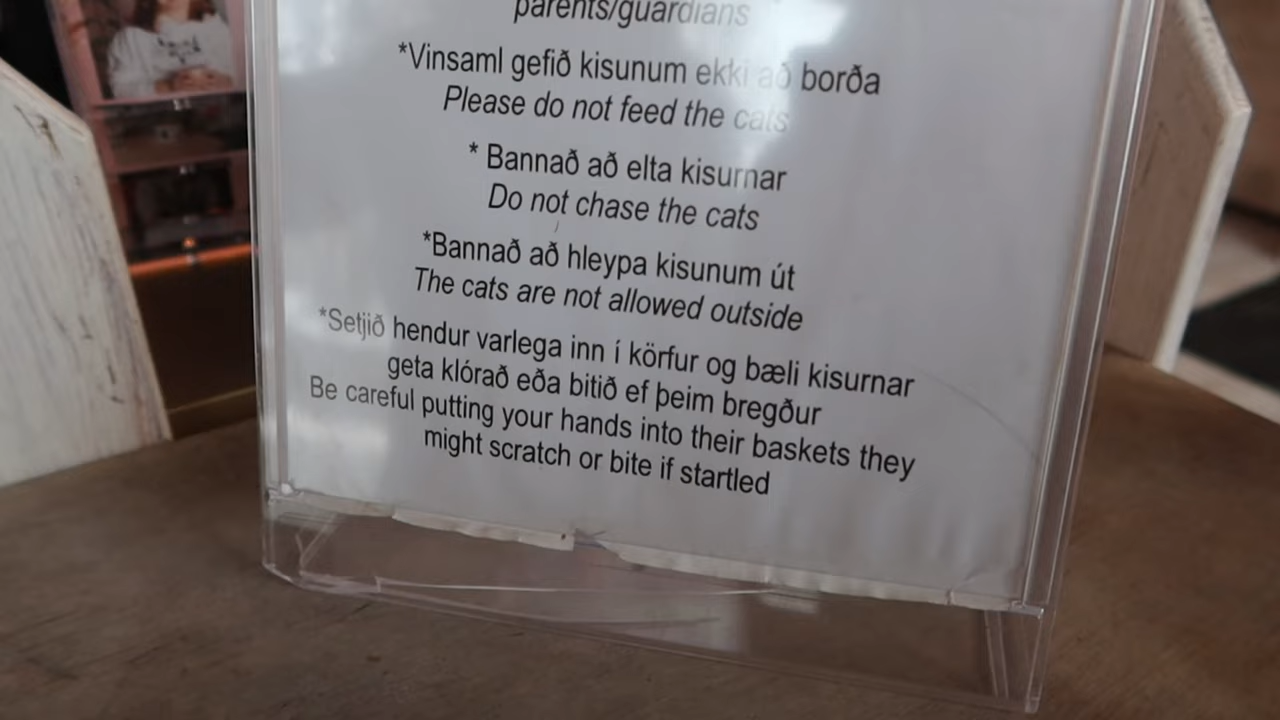 parents/guardians
*Vinsaml gefið kisunum ekki að borða
Please do not feed the cats
* Bannað að elta kisurnar
Do not chase the cats
*Bannað að hleypa kisunum út
The cats are not allowed outside
*Setjið hendur varlega inn í körfur og bæli kisurnar
geta klórað eða bitið ef þeim bregður
Be careful putting your hands into their baskets they
might scratch or bite if startled